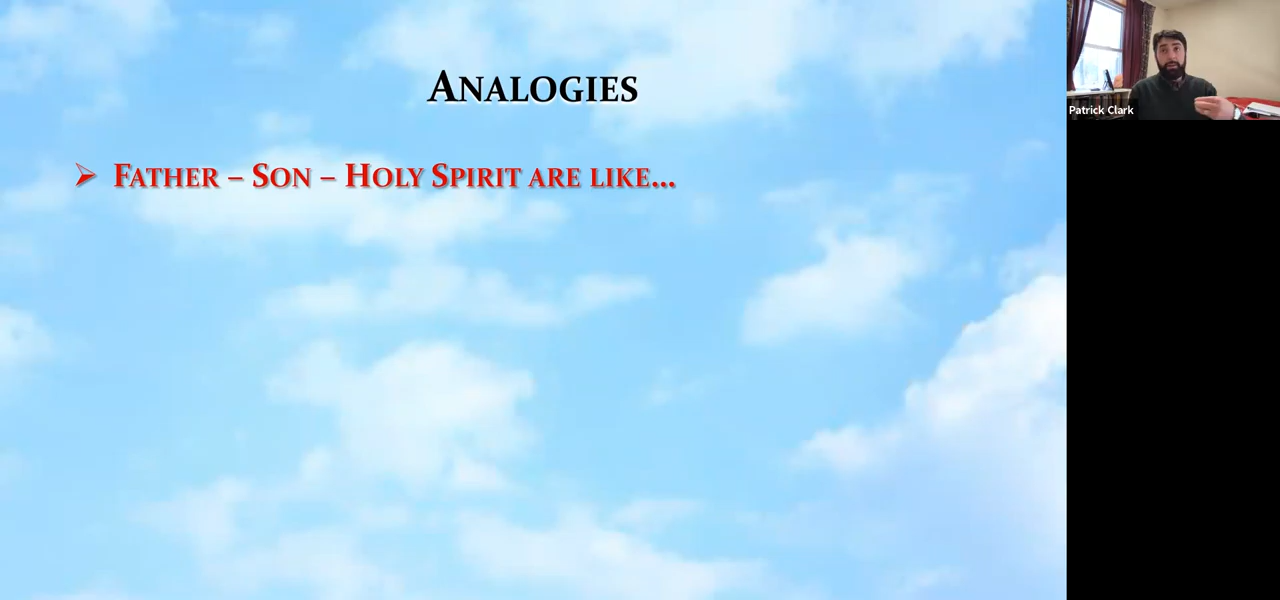 Analogies
Father – Son – Holy Spirit are like...
Patrick Clark